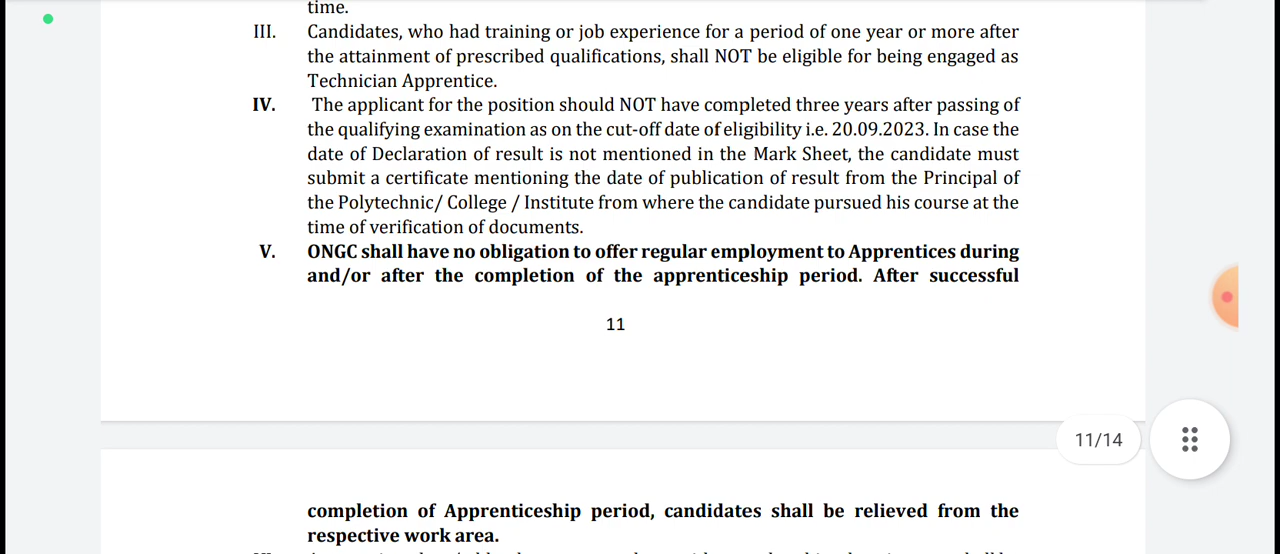 time.
III. Candidates, who had training or job experience for a period of one year or more after
the attainment of prescribed qualifications, shall NOT be eligible for being engaged as
Technician Apprentice.
IV. The applicant for the position should NOT have completed three years after passing of
the qualifying examination as on the cut-off date of eligibility i.e. 20.09.2023. In case the
date of Declaration of result is not mentioned in the Mark Sheet, the candidate must
submit a certificate mentioning the date of publication of result from the Principal of
the Polytechnic/ College / Institute from where the candidate pursued his course at the
time of verification of documents.
V. ONGC shall have no obligation to offer regular employment to Apprentices during
and/or after the completion of the apprenticeship period. After successful
11
11/14
completion of Apprenticeship period, candidates shall be relieved from the
respective work area.